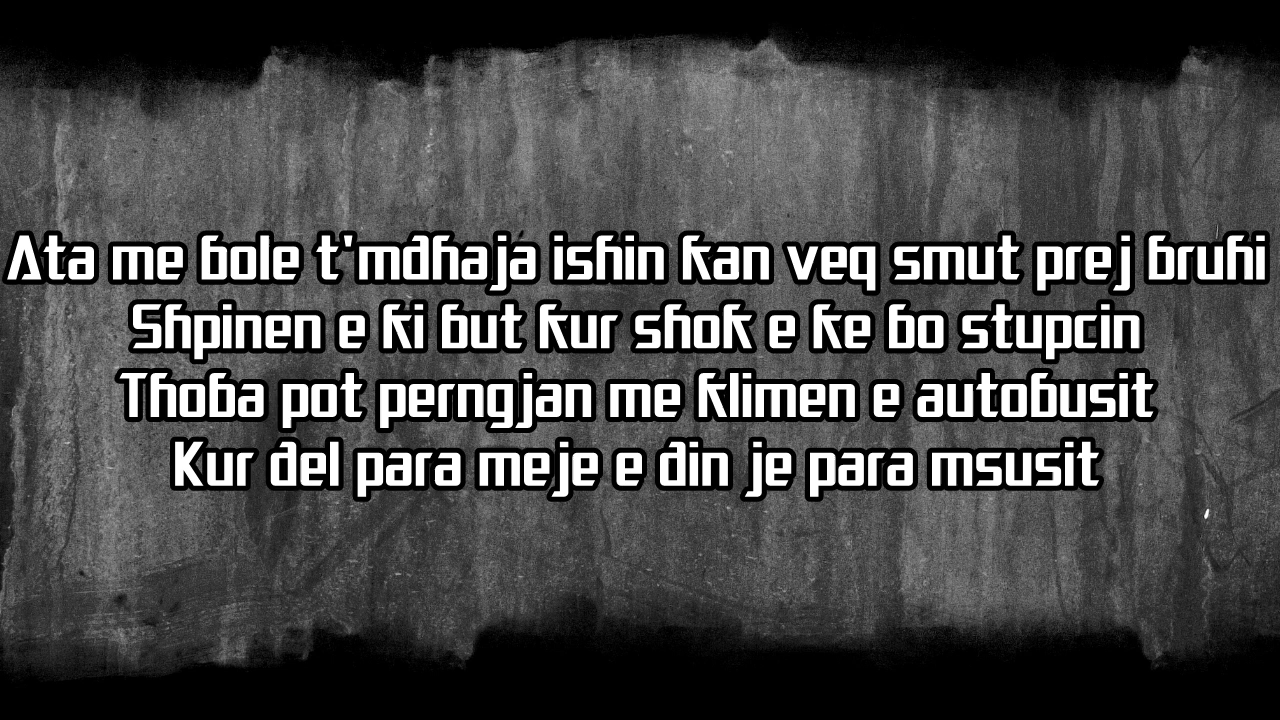 Ata me bole t'mdhaja ishin kan veq smut prej bruhi
Shpinen e ki but kur shok e ke bo stupcin
Thoba pot perngjan me klimen e autobusit
Kur del para meje e din je para msusit